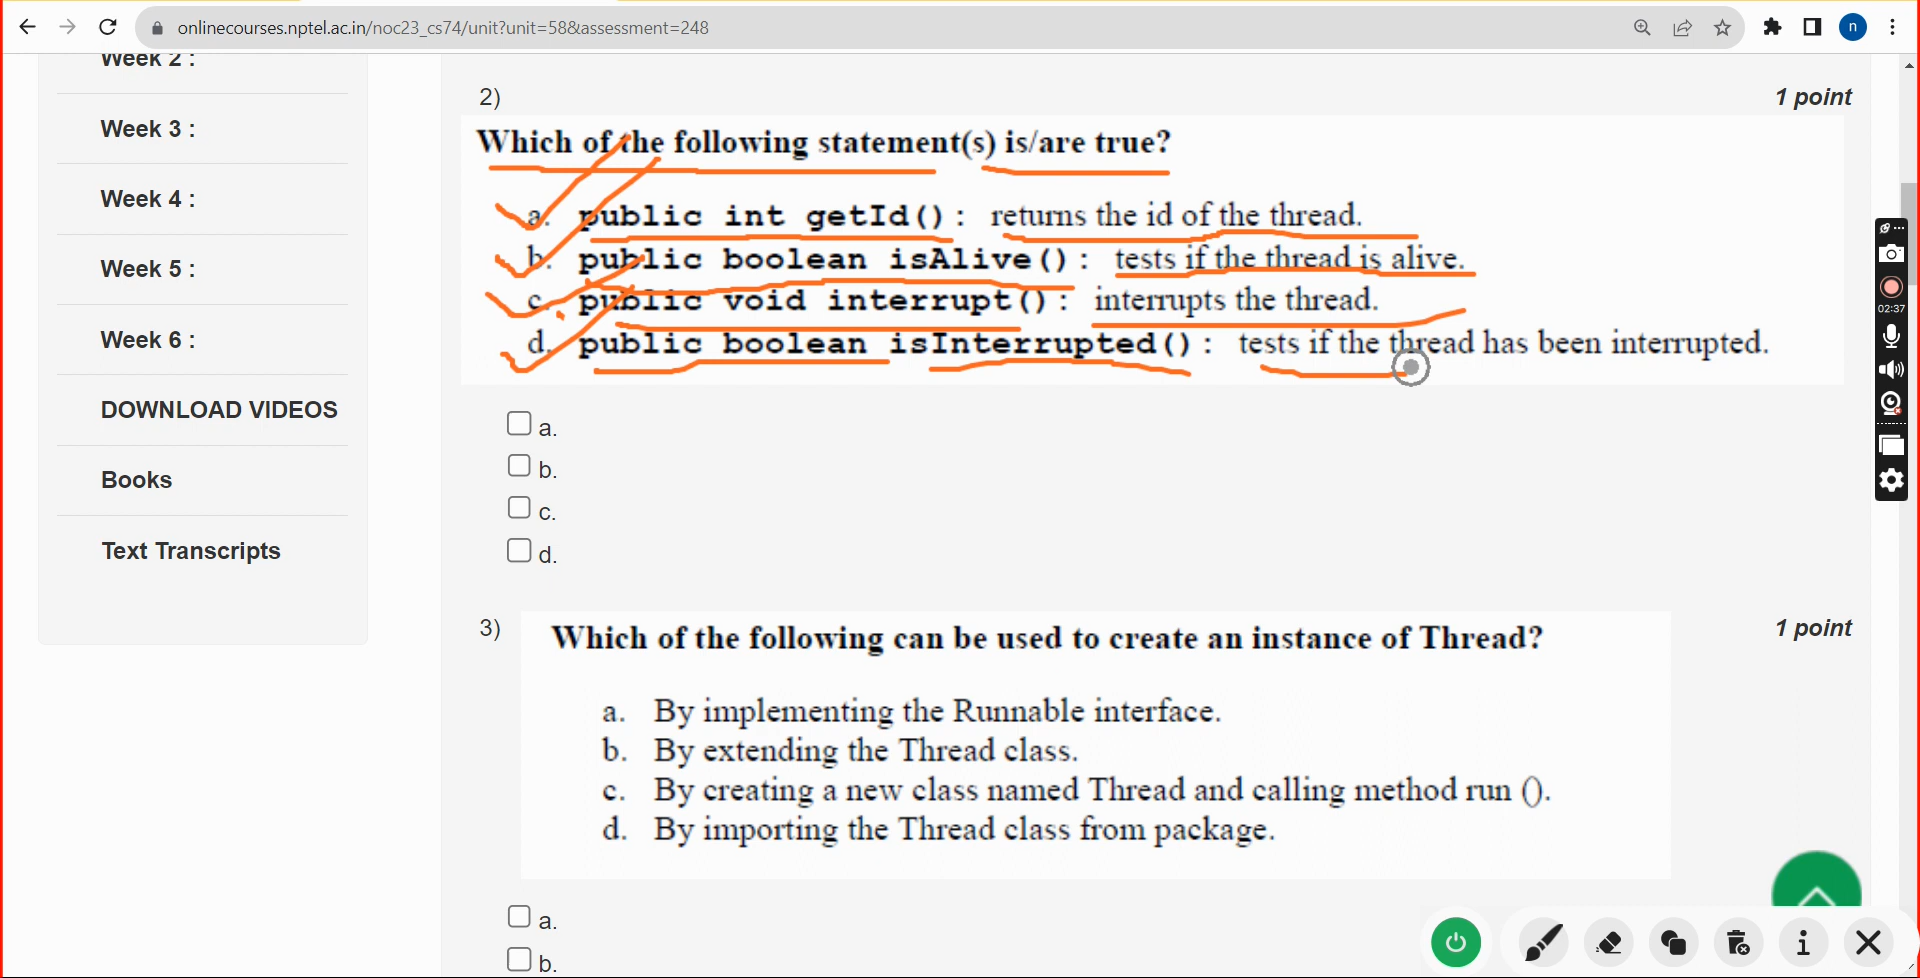 onlinecourses.nptel.ac.in/noc23_cs74/unit?unit=58&assessment=248
n
Week 2 :
Week 3 :
Week 4 :
Week 5 :
Week 6 :
DOWNLOAD VIDEOS
Books
Text Transcripts
2)
1 point
Which of the following statement(s) is/are true?
a. public int getId() : returns the id of the thread.
b. public boolean isAlive() : tests if the thread is alive.
c. public void interrupt() : interrupts the thread.
d. public boolean isInterrupted() : tests if the thread has been interrupted.
a.
b.
c.
d.
02:37
3)
1 point
Which of the following can be used to create an instance of Thread?
a. By implementing the Runnable interface.
b. By extending the Thread class.
c. By creating a new class named Thread and calling method run ().
d. By importing the Thread class from package.
a.
b.